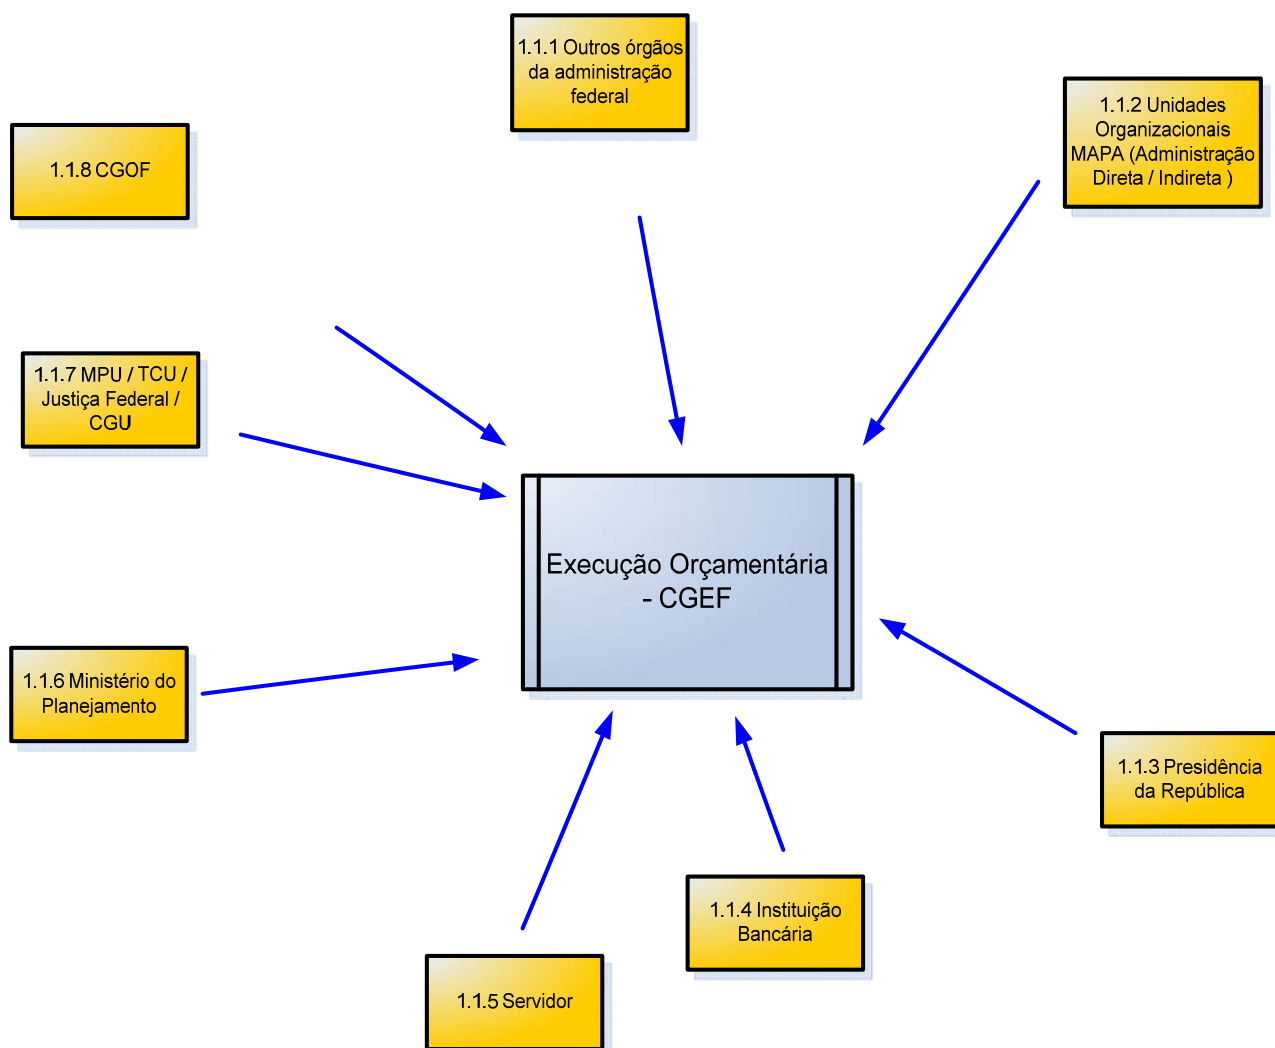 1.1.1 Outros órgãos
da administração
federal
1.1.2 Unidades
Organizacionais
MAPA (Administração
Direta / Indireta )
1.1.8 CGOF
1.1.7 MPU / TCU /
Justiça Federal /
CGU
Execução Orçamentária
- CGEF
1.1.6 Ministério do
Planejamento
1.1.3 Presidência
da República
1.1.4 Instituição
Bancária
1.1.5 Servidor